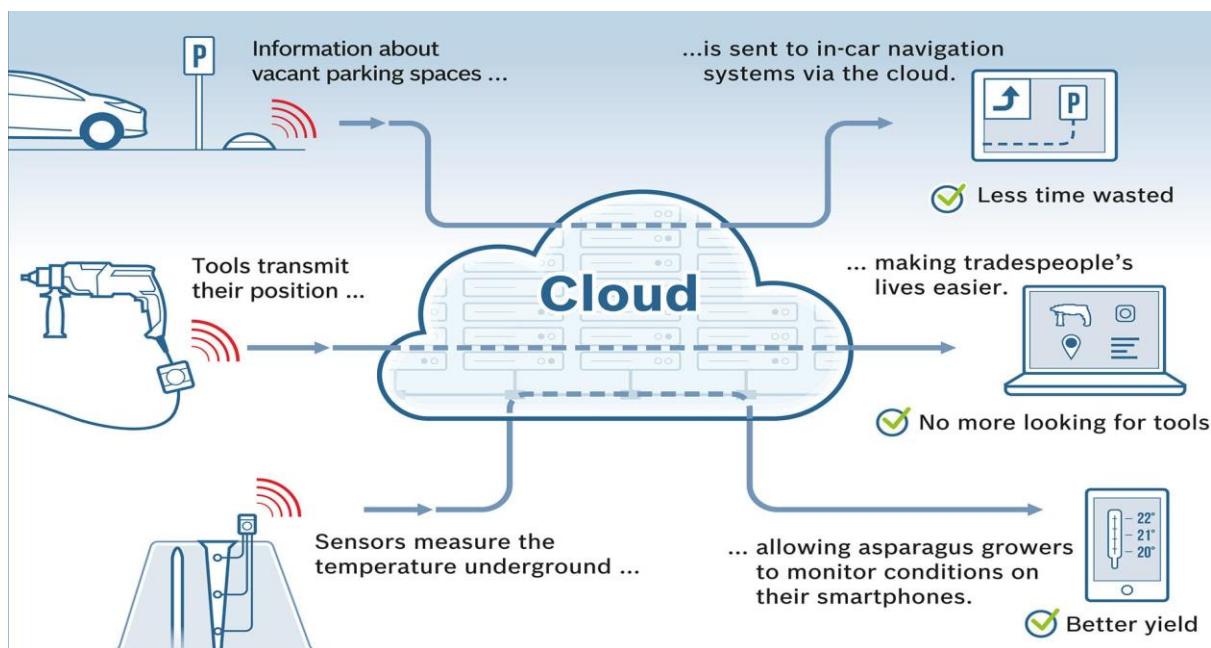 P
Information about
vacant parking spaces ...
...is sent to in-car navigation
systems via the cloud.
P
Less time wasted
Tools transmit
their position ...
Cloud
... making tradespeople's
lives easier.
No more looking for tools
Sensors measure the
temperature underground ...
... allowing asparagus growers
to monitor conditions on
their smartphones.
22°
21°
20°
Better yield